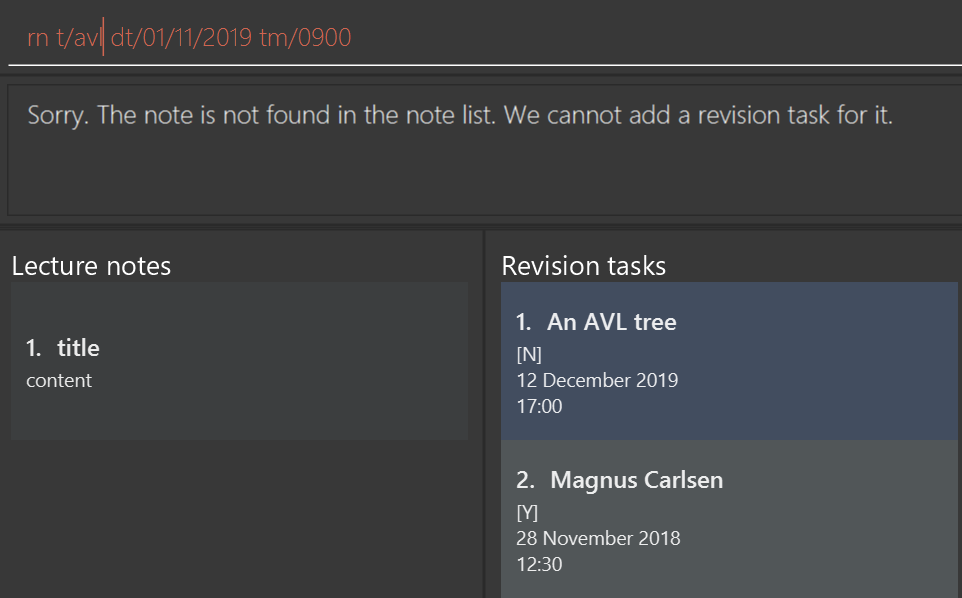 rn t/avl dt/01/11/2019 tm/0900
Sorry. The note is not found in the note list. We cannot add a revision task for it.
Lecture notes
1. title
content
Revision tasks
1. An AVL tree
[N]
12 December 2019
17:00
2. Magnus Carlsen
[Y]
28 November 2018
12:30